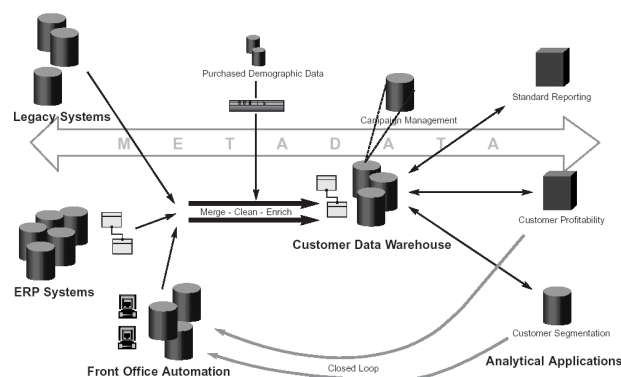 Purchased Demographic Data
Standard Reporting
Legacy Systems
Campaign Management
M E T A D A T A
Merge - Clean - Enrich
Customer Data Warehouse
Customer Profitability
ERP Systems
Customer Segmentation
Closed Loop
Analytical Applications
Front Office Automation